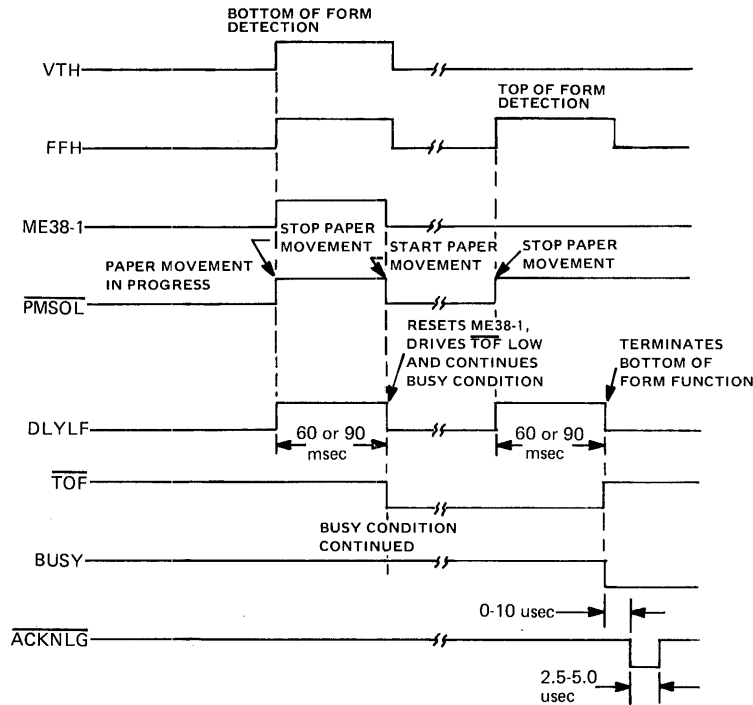 BOTTOM OF FORM
DETECTION
VTH
TOP OF FORM
DETECTION
FFH
ME38-1
STOP PAPER
MOVEMENT
START PAPER
MOVEMENT
STOP PAPER
MOVEMENT
PAPER MOVEMENT
IN PROGRESS
PMSOL
RESETS ME38-1,
DRIVES TOF LOW
AND CONTINUES
BUSY CONDITION
TERMINATES
BOTTOM OF
FORM FUNCTION
DLYLF
60 or 90
msec
60 or 90
msec
TOF
BUSY CONDITION
CONTINUED
BUSY
0-10 usec
ACKNLG
2.5-5.0
usec